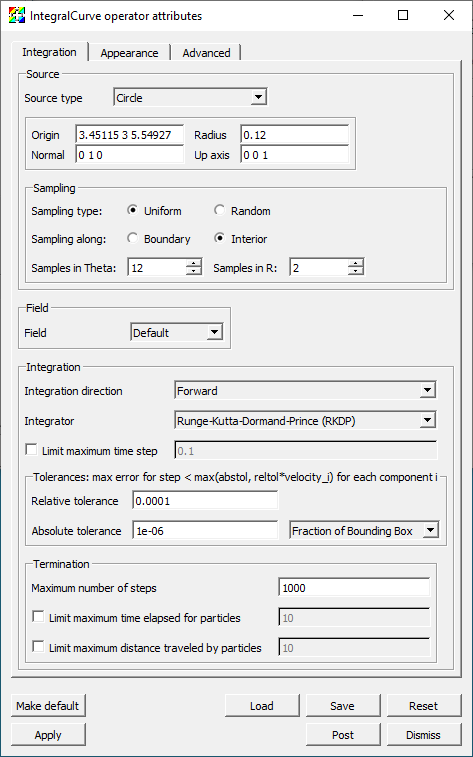 IntegralCurve operator attributes
Integration Appearance Advanced
Source
Source type Circle
Origin 3.45115 3 5.54927 Radius 0.12
Normal 0 1 0 Up axis 0 0 1
Sampling
Sampling type: Uniform Random
Sampling along: Boundary Interior
Samples in Theta: 12 Samples in R: 2
Field
Field Default
Integration
Integration direction Forward
Integrator Runge-Kutta-Dormand-Prince (RKDP)
Limit maximum time step 0.1
Tolerances: max error for step < max(abstol, reltol*velocity_i) for each component i
Relative tolerance 0.0001
Absolute tolerance 1e-06 Fraction of Bounding Box
Termination
Maximum number of steps 1000
Limit maximum time elapsed for particles 10
Limit maximum distance traveled by particles 10
Make default Load Save Reset
Apply Post Dismiss